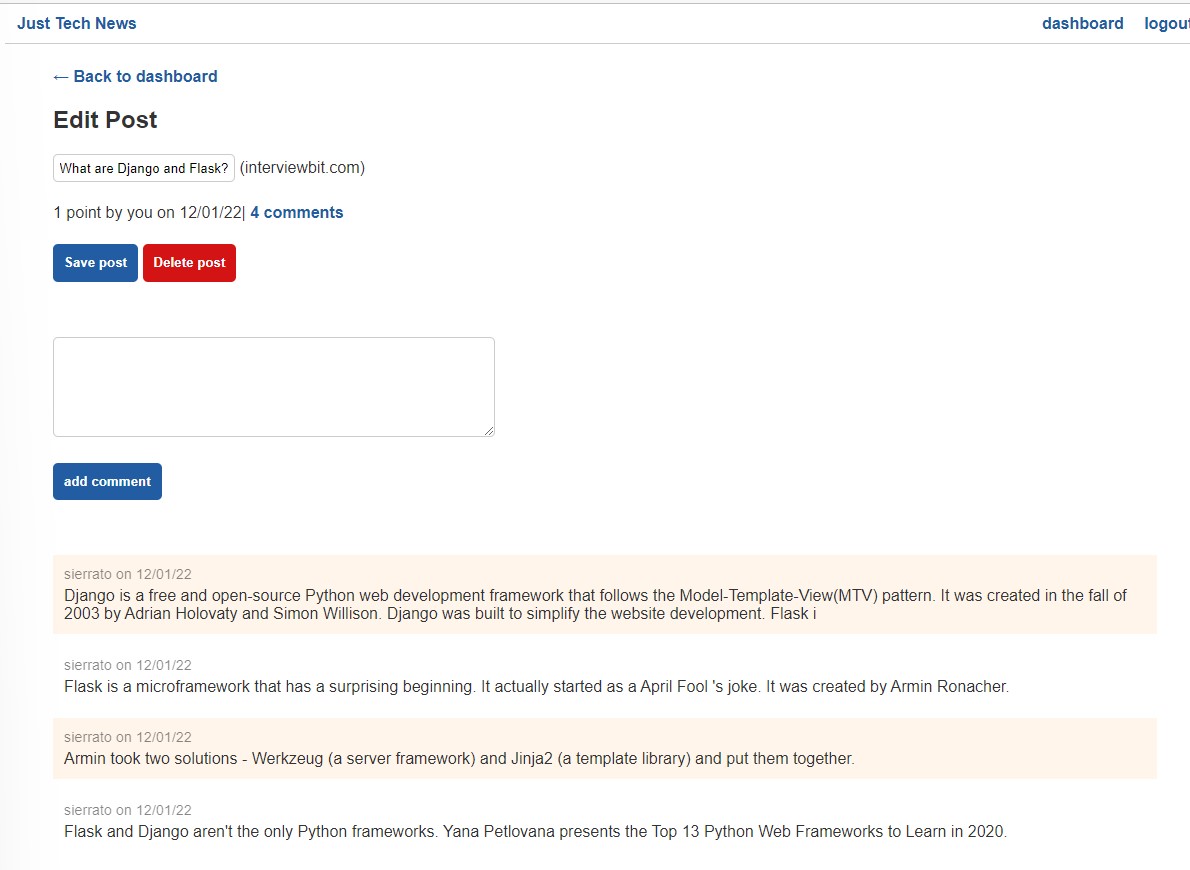 Just Tech News dashboard logout
← Back to dashboard
Edit Post
What are Django and Flask? (interviewbit.com)
1 point by you on 12/01/22| 4 comments
Save post Delete post
add comment
sierrato on 12/01/22
Django is a free and open-source Python web development framework that follows the Model-Template-View(MTV) pattern. It was created in the fall of
2003 by Adrian Holovaty and Simon Willison. Django was built to simplify the website development. Flask i
sierrato on 12/01/22
Flask is a microframework that has a surprising beginning. It actually started as a April Fool 's joke. It was created by Armin Ronacher.
sierrato on 12/01/22
Armin took two solutions - Werkzeug (a server framework) and Jinja2 (a template library) and put them together.
sierrato on 12/01/22
Flask and Django aren't the only Python frameworks. Yana Petlovana presents the Top 13 Python Web Frameworks to Learn in 2020.